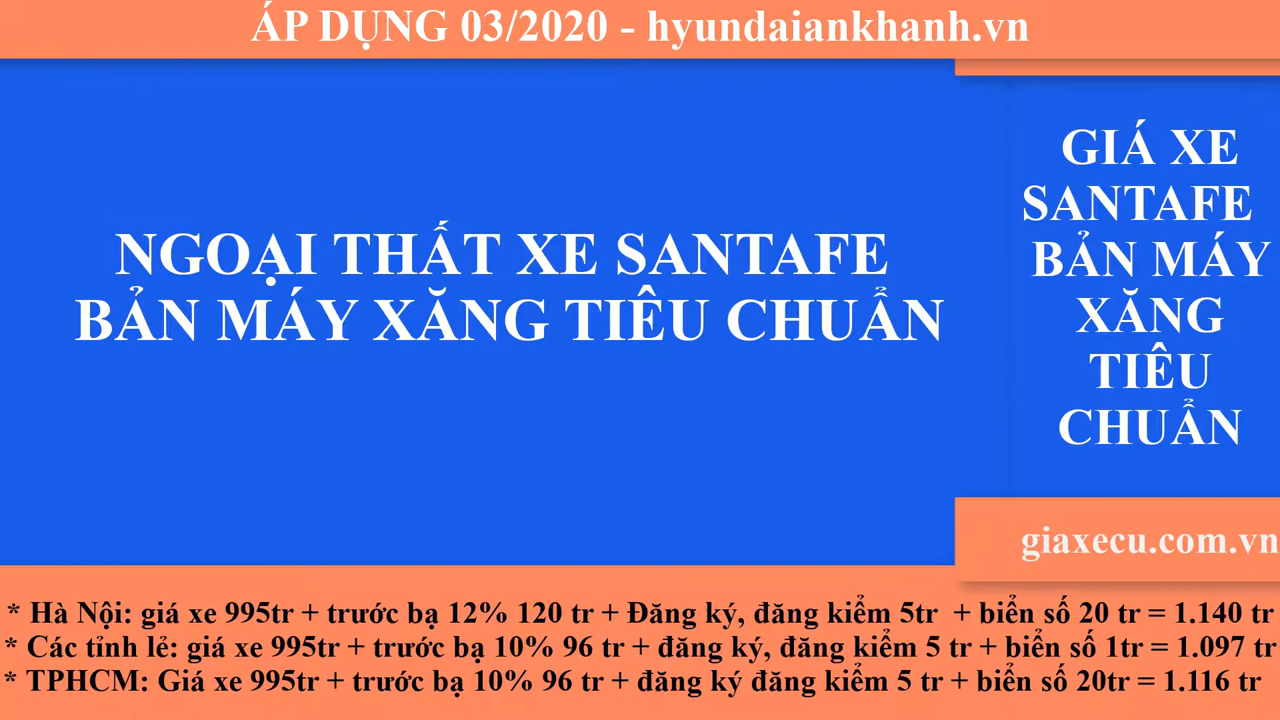 ÁP DỤNG 03/2020 - hyundaiankhanh.vn
NGOẠI THẤT XE SANTAFE
BẢN MÁY XĂNG TIÊU CHUẨN
GIÁ XE
SANTAFE
BẢN MÁY
XĂNG
TIÊU
CHUẨN
giaxecu.com.vn
* Hà Nội: giá xe 995tr + trước bạ 12% 120 tr + Đăng ký, đăng kiểm 5tr + biển số 20 tr = 1.140 tr
* Các tỉnh lẻ: giá xe 995tr + trước bạ 10% 96 tr + đăng ký, đăng kiểm 5 tr + biển số 1tr = 1.097 tr
* TPHCM: Giá xe 995tr + trước bạ 10% 96 tr + đăng ký đăng kiểm 5 tr + biển số 20tr = 1.116 tr